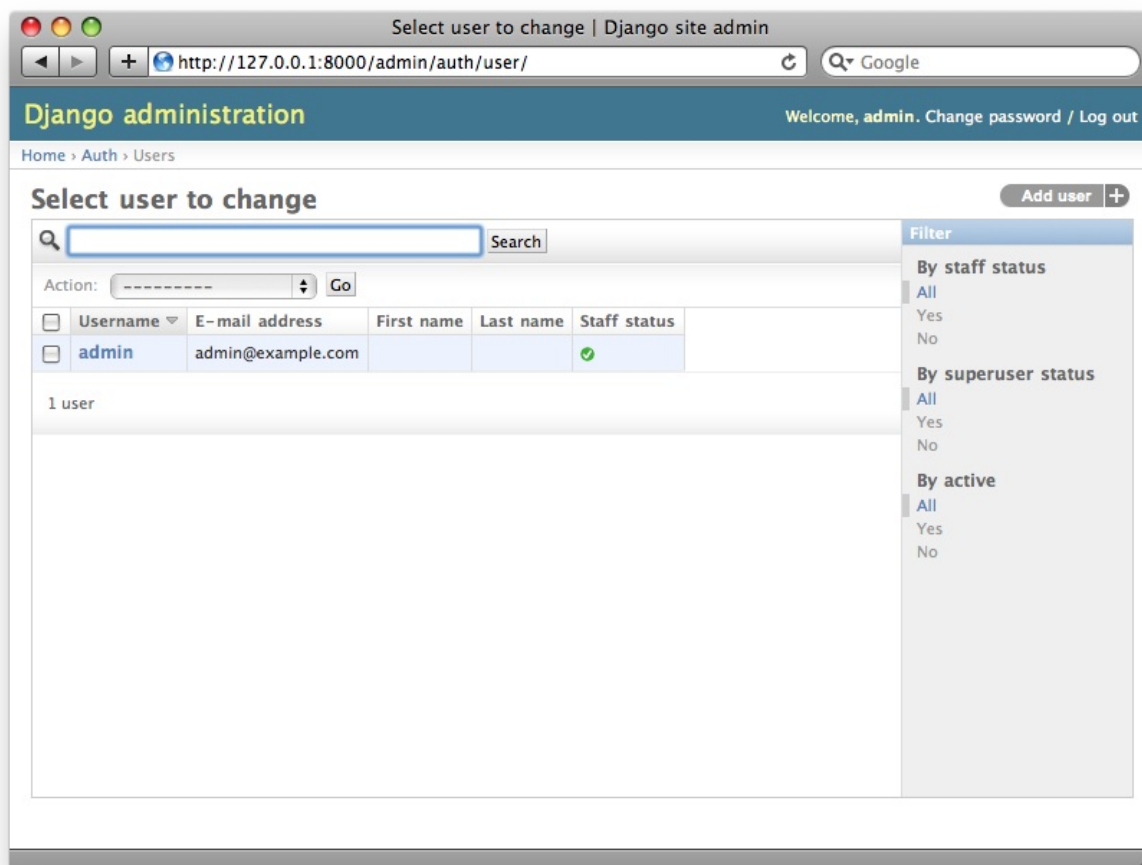 Select user to change | Django site admin
http://127.0.0.1:8000/admin/auth/user/
Google
Django administration
Welcome, admin. Change password / Log out
Home › Auth › Users
Select user to change
Add user +
Search
Action: --------- Go
Username E-mail address First name Last name Staff status
admin admin@example.com
1 user
Filter
By staff status
All
Yes
No
By superuser status
All
Yes
No
By active
All
Yes
No